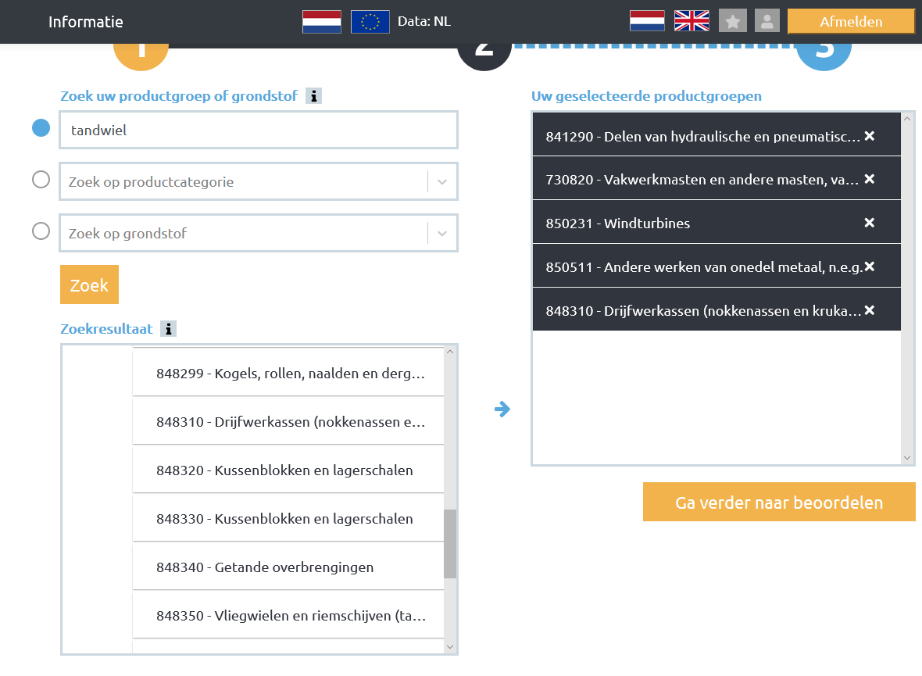 Informatie
Data: NL
Afmelden
1
2
3
Zoek uw productgroep of grondstof i
tandwiel
Zoek op productcategorie
Zoek op grondstof
Zoek
Zoekresultaat i
848299 - Kogels, rollen, naalden en derg...
848310 - Drijfwerkassen (nokkenassen e...
848320 - Kussenblokken en lagerschalen
848330 - Kussenblokken en lagerschalen
848340 - Getande overbrengingen
848350 - Vliegwielen en riemschijven (ta...
Uw geselecteerde productgroepen
841290 - Delen van hydraulische en pneumatisc...
730820 - Vakwerkmasten en andere masten, va...
850231 - Windturbines
850511 - Andere werken van onedel metaal, n.e.g.
848310 - Drijfwerkassen (nokkenassen en kruka...
Ga verder naar beoordelen